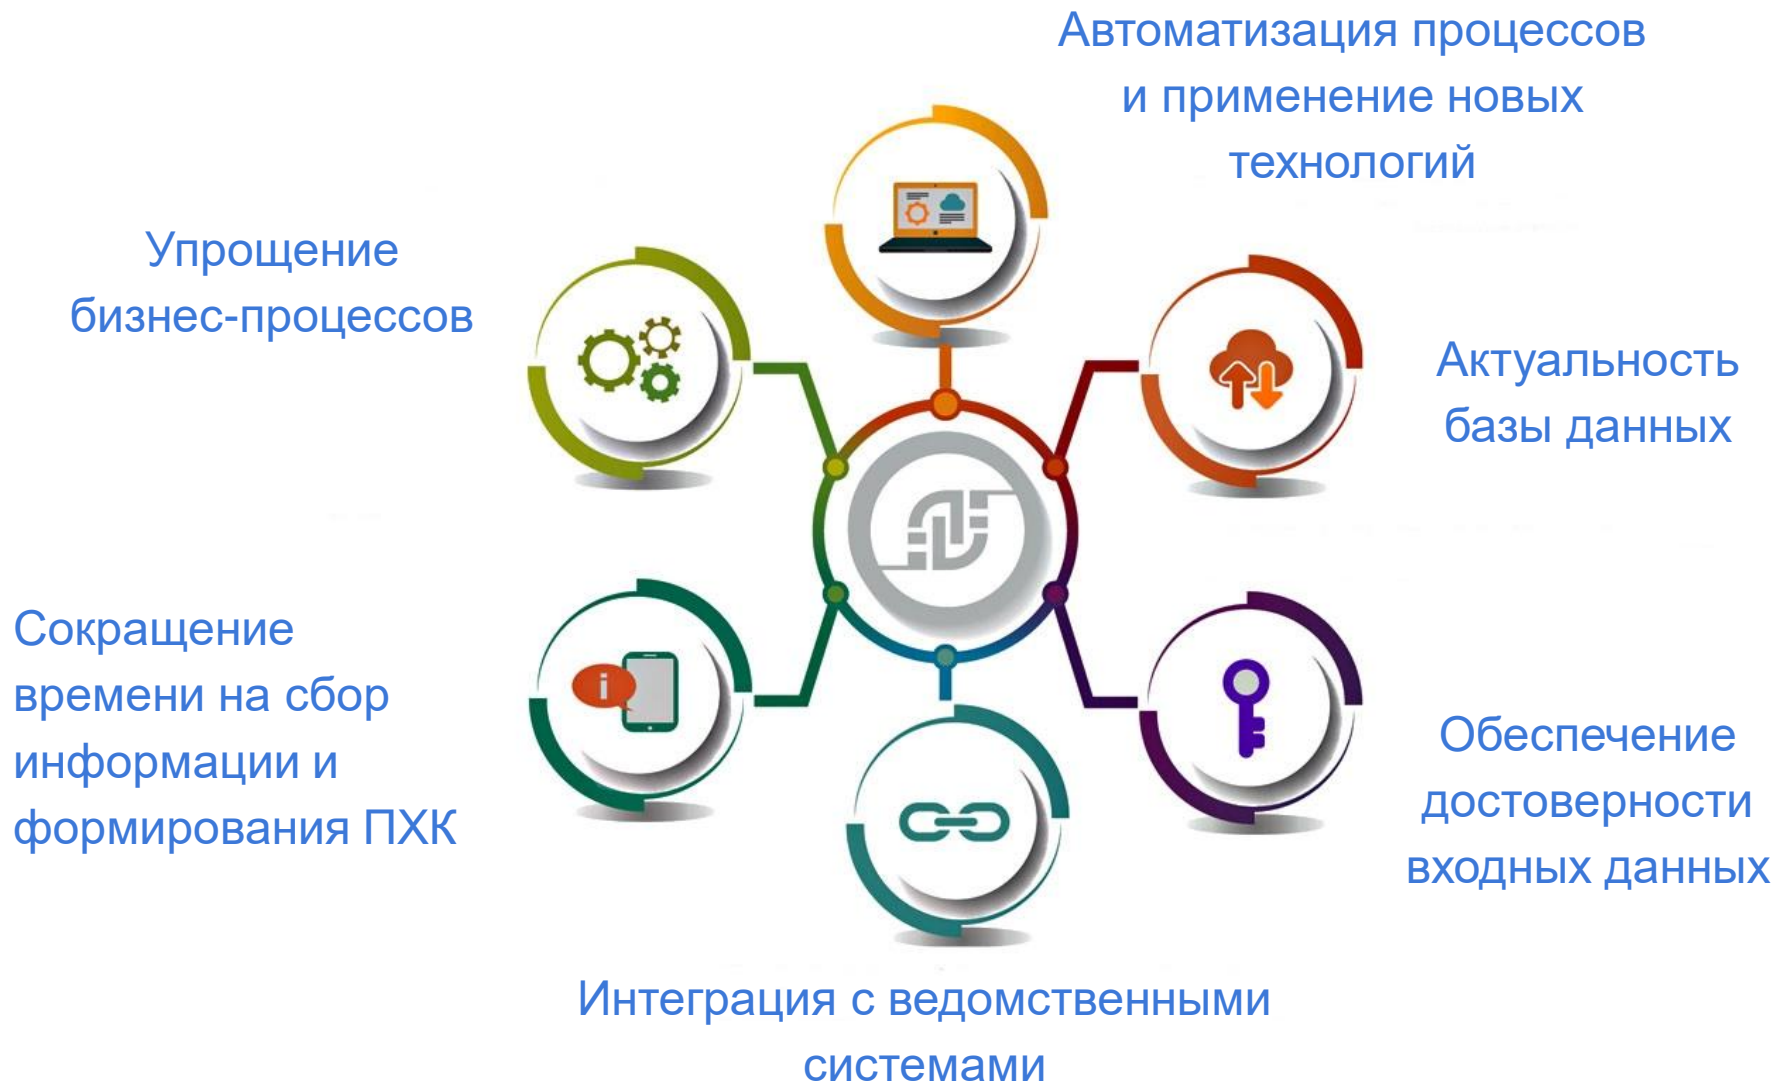 Автоматизация процессов
и применение новых
технологий
Упрощение
бизнес-процессов
Актуальность
базы данных
Сокращение
времени на сбор
информации и
формирования ПХК
i
Обеспечение
достоверности
входных данных
Интеграция с ведомственными
системами